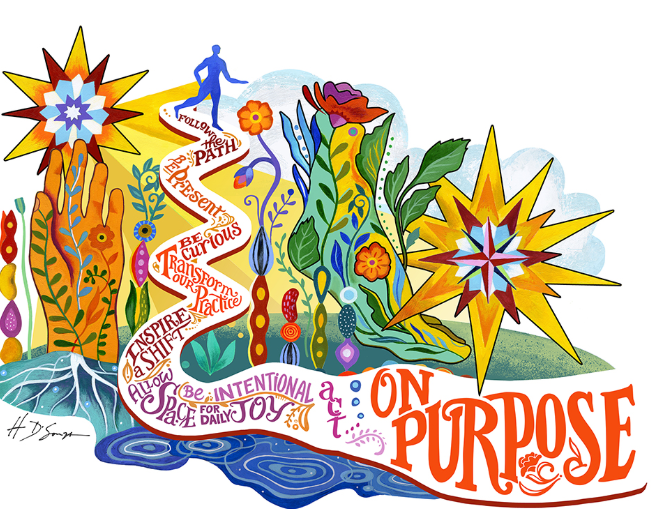 FOLLOW
the
PATH
BE
Present
BE
CURIOUS
Transform
OUR
Practice
INSPIRE
a SHIFT
ALLOW
SPACE FOR DAILY JOY
Be INTENTIONAL
act
ON
PURPOSE